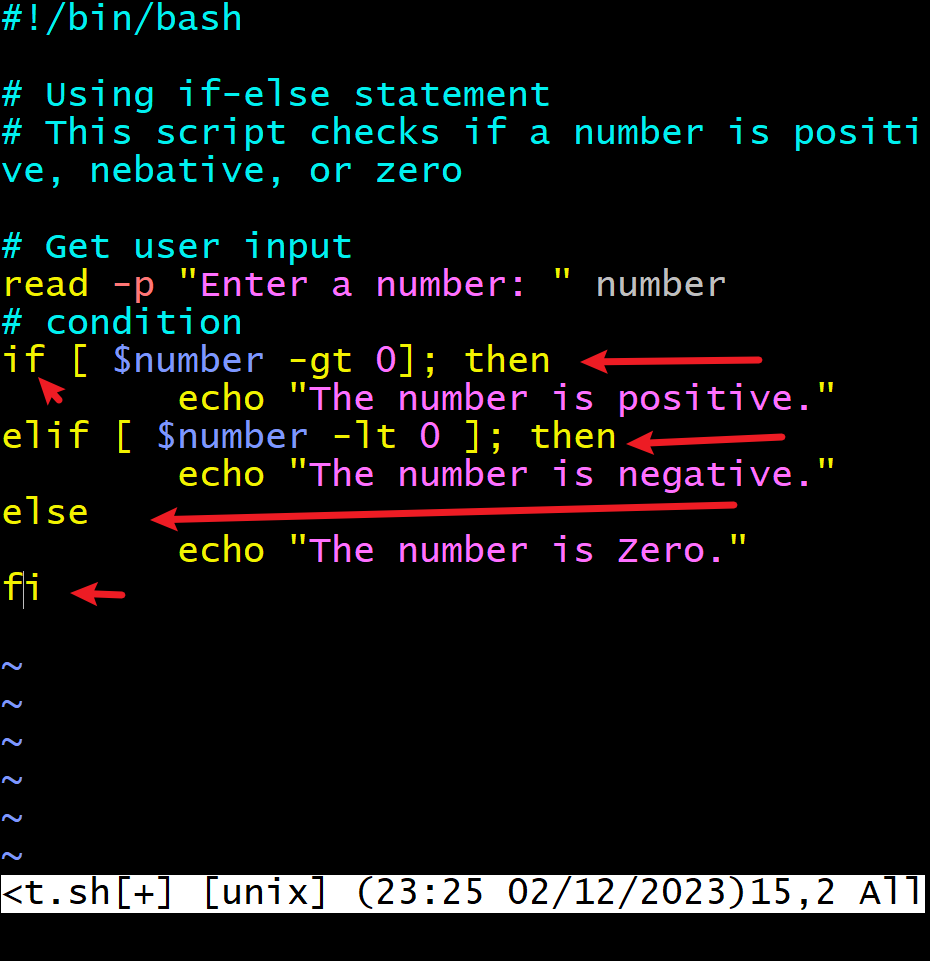 #!/bin/bash

# Using if-else statement
# This script checks if a number is positi
ve, nebative, or zero

# Get user input
read -p "Enter a number: " number
# condition
if [ $number -gt 0]; then
        echo "The number is positive."
elif [ $number -lt 0 ]; then
        echo "The number is negative."
else
        echo "The number is Zero."
fi

~
~
~
~
~
~
<t.sh[+] [unix] (23:25 02/12/2023)15,2 All